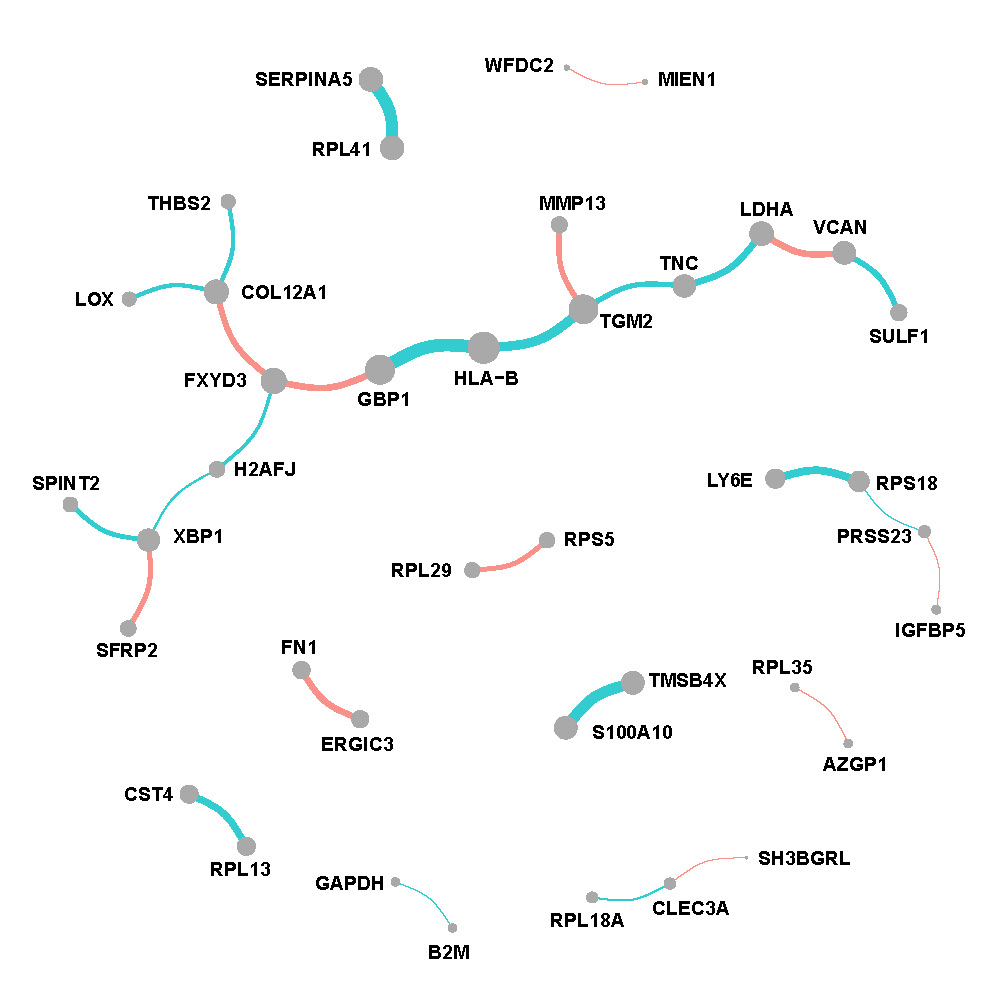 WFDC2
MIEN1
SERPINA5
RPL41
THBS2
MMP13
LDHA
VCAN
TNC
LOX
COL12A1
TGM2
SULF1
FXYD3
HLA−B
GBP1
H2AFJ
SPINT2
LY6E
RPS18
XBP1
PRSS23
RPS5
RPL29
IGFBP5
SFRP2
FN1
RPL35
TMSB4X
S100A10
ERGIC3
AZGP1
CST4
RPL13
SH3BGRL
GAPDH
CLEC3A
RPL18A
B2M